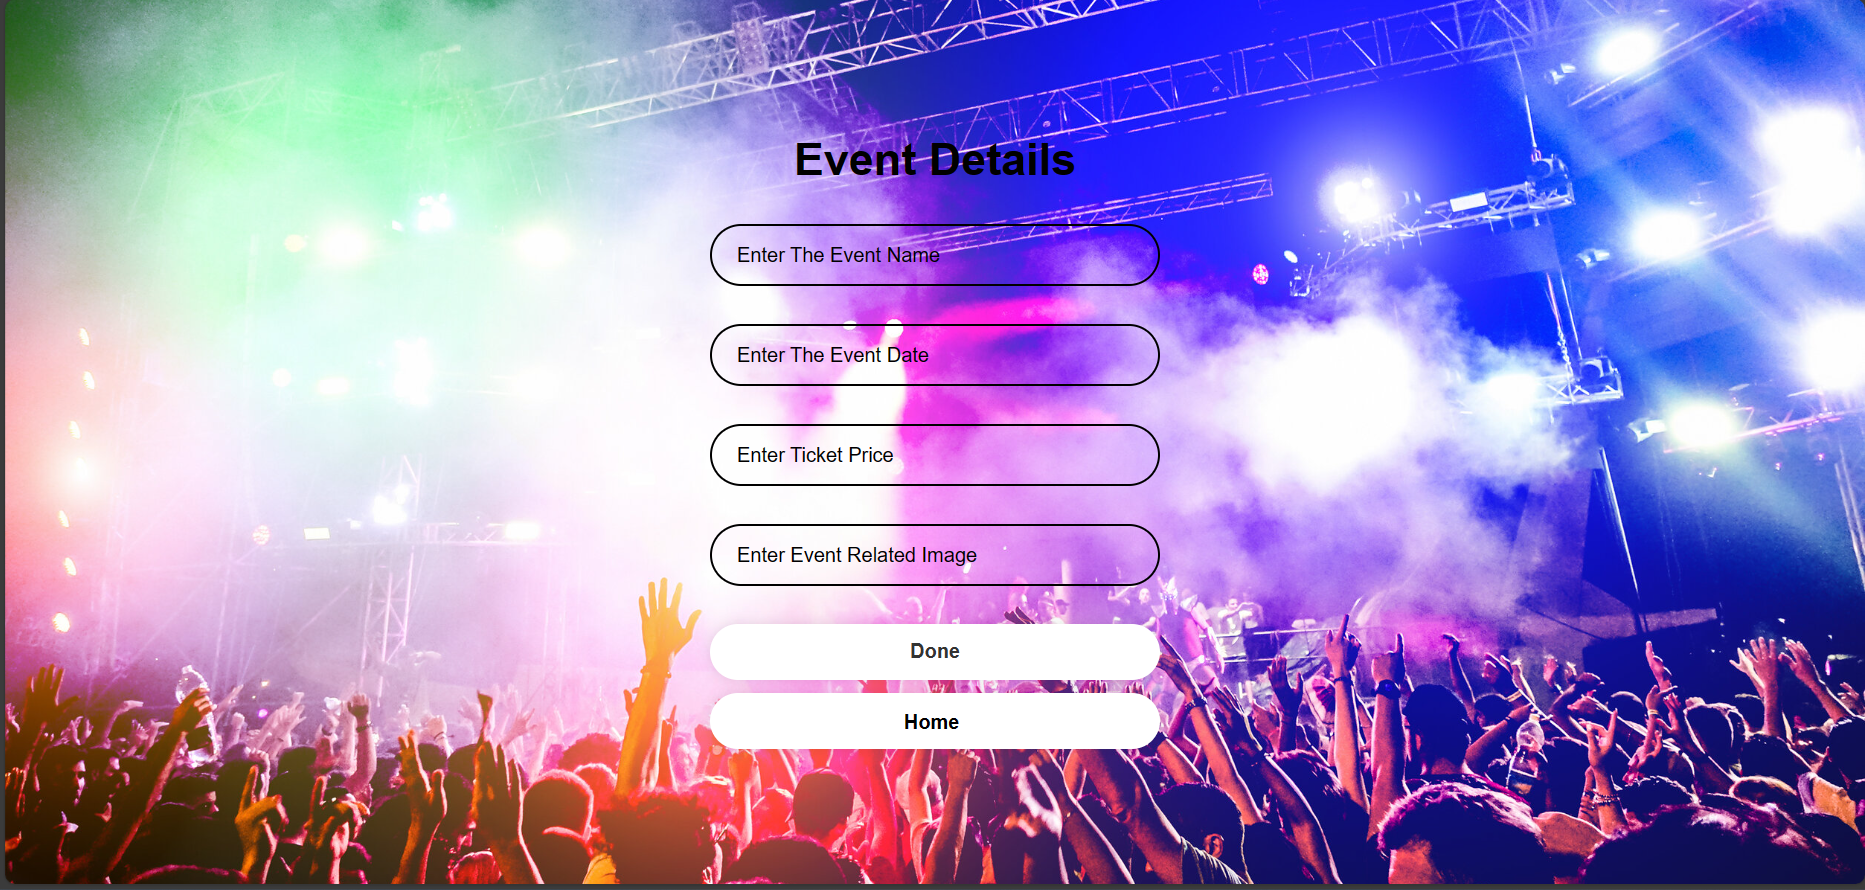 Event Details
Enter The Event Name
Enter The Event Date
Enter Ticket Price
Enter Event Related Image
Done
Home